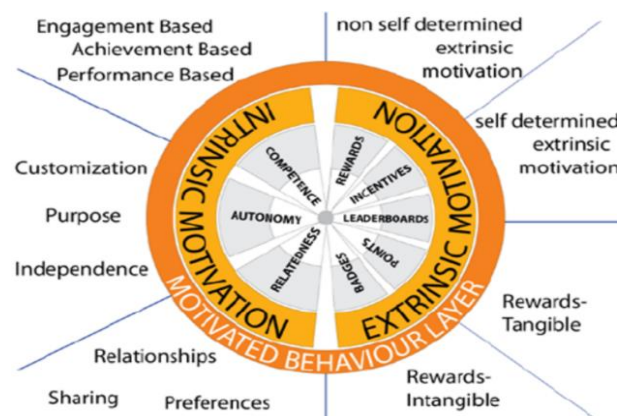 Engagement Based
Achievement Based
Performance Based
non self determined
extrinsic
motivation
self determined
extrinsic
motivation
Customization
Purpose
Independence
INTRINSIC MOTIVATION
EXTRINSIC MOTIVATION
COMPETENCE
AUTONOMY
RELATEDNESS
REWARDS
INCENTIVES
LEADERBOARDS
POINTS
BADGES
MOTIVATED BEHAVIOUR LAYER
Relationships
Sharing
Preferences
Rewards-
Tangible
Rewards-
Intangible